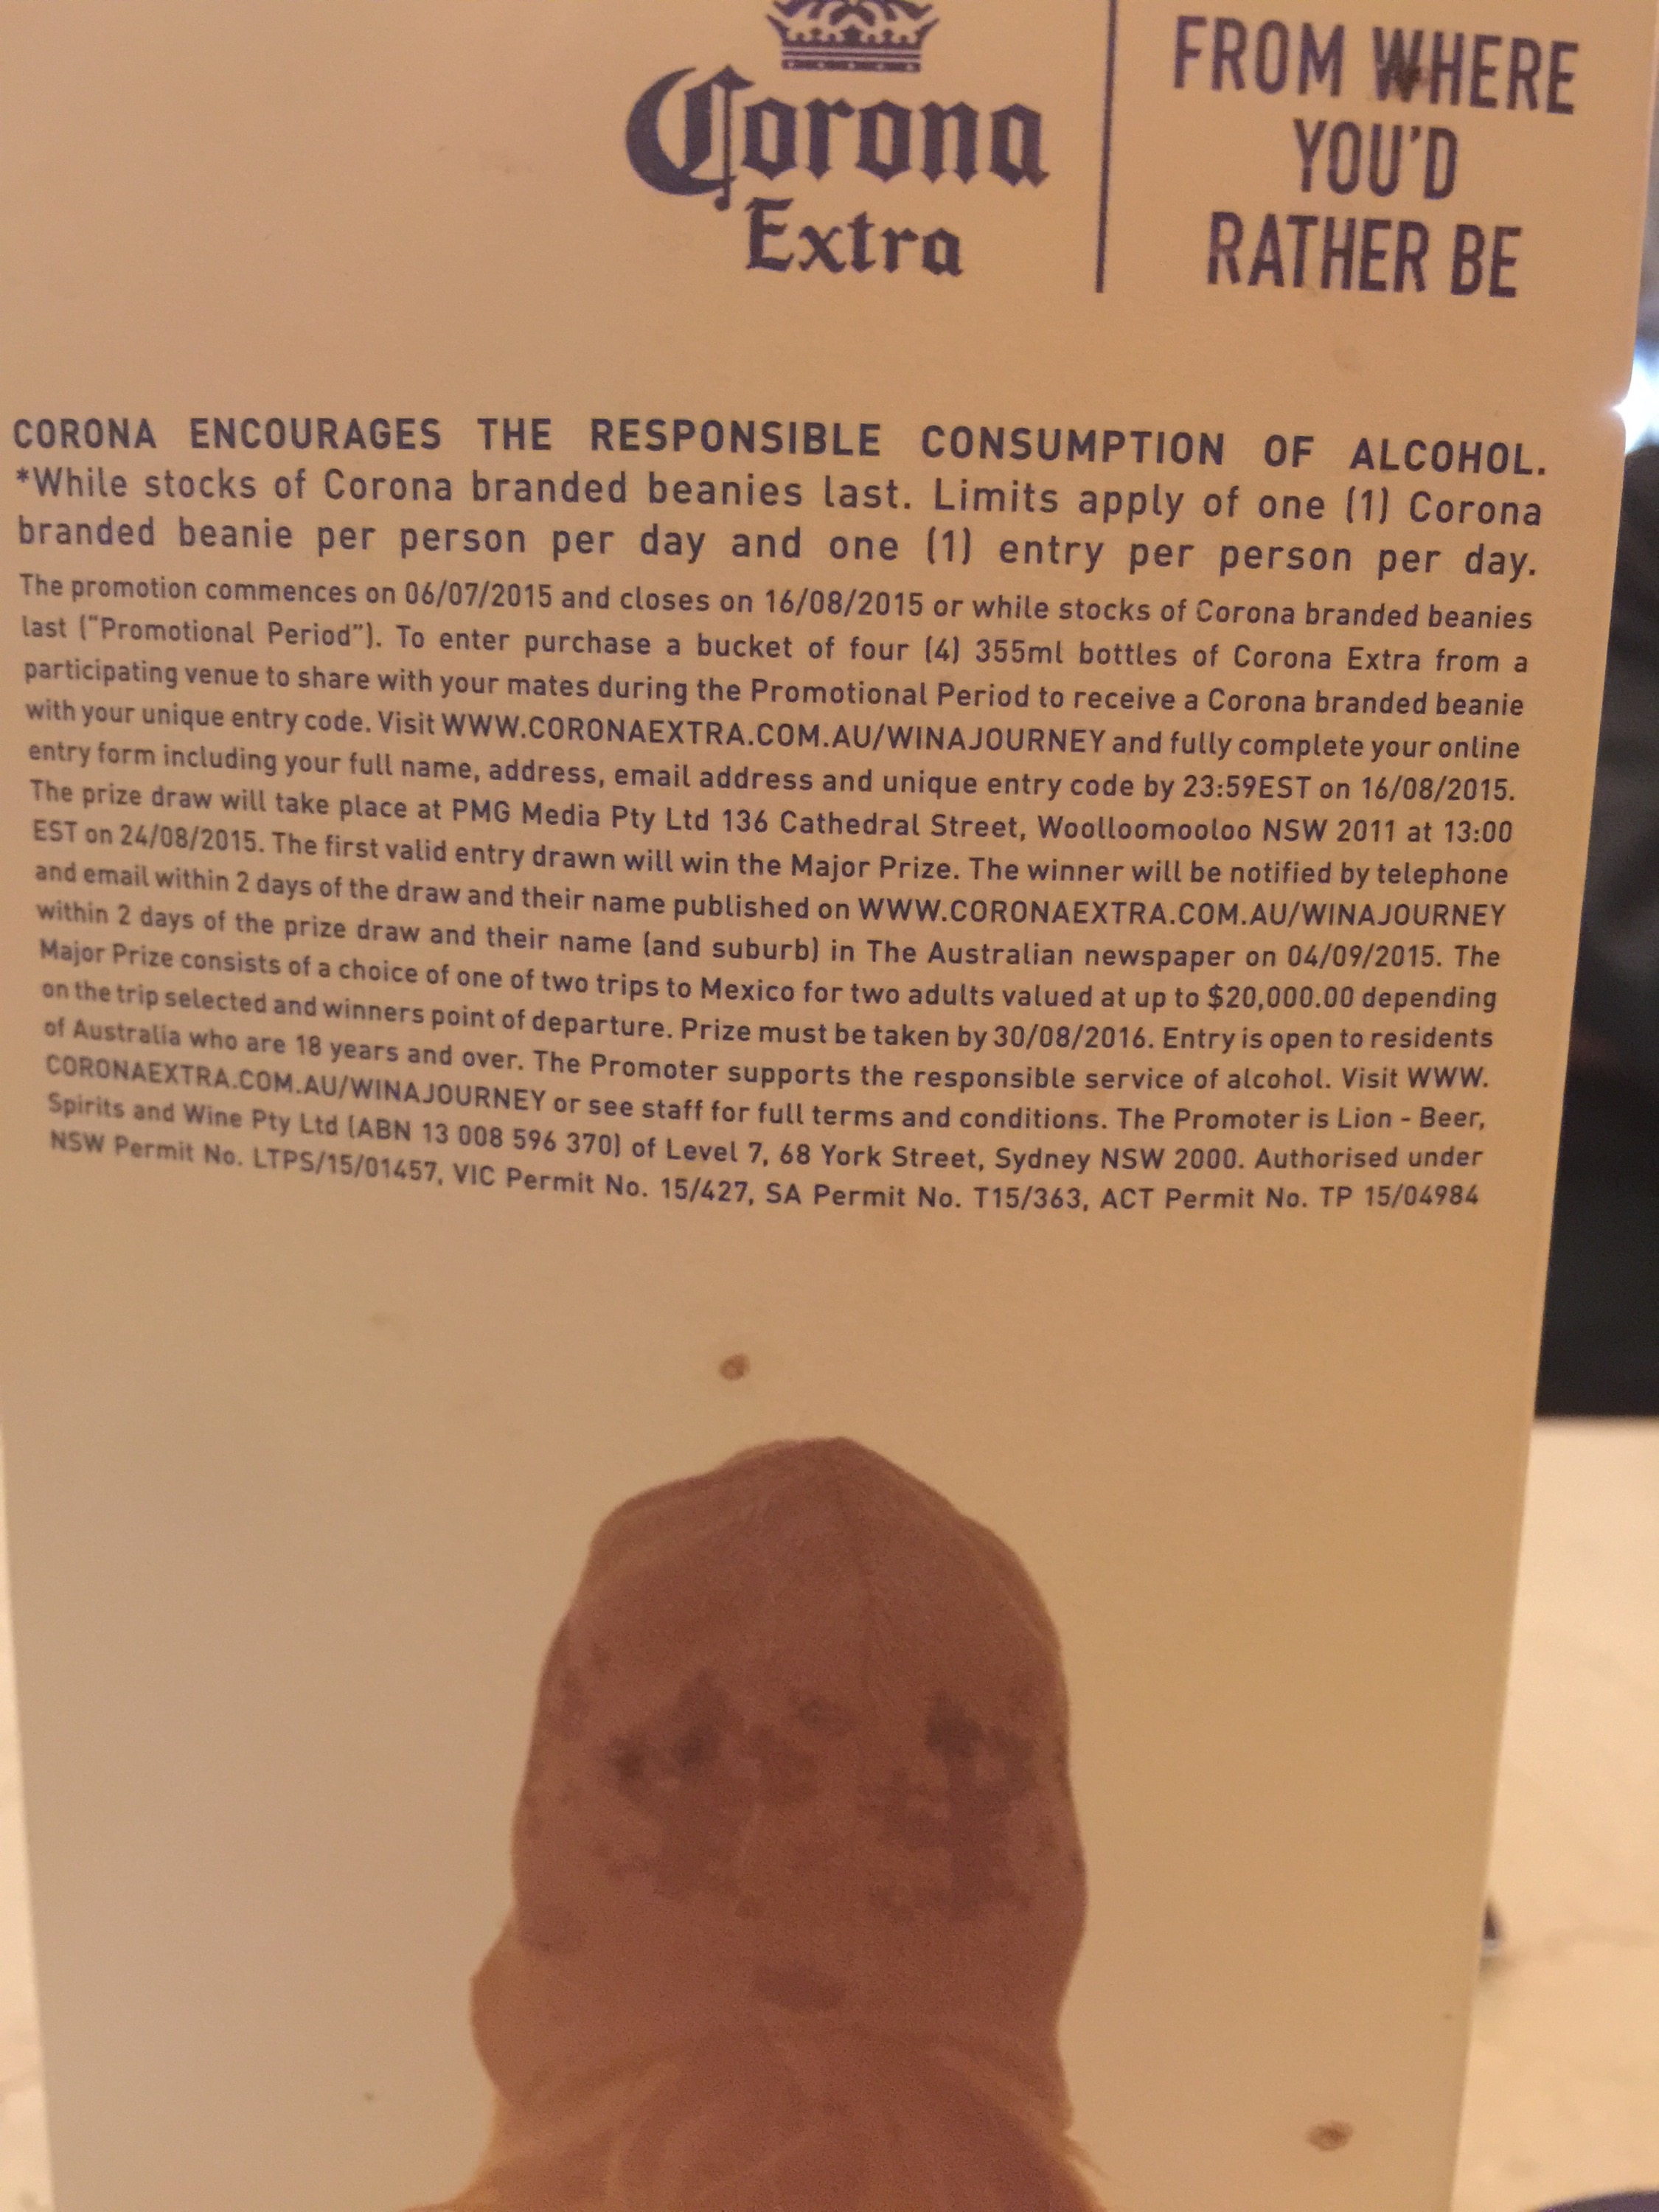 Corona
Extra
FROM WHERE
YOU'D
RATHER BE
CORONA ENCOURAGES THE RESPONSIBLE CONSUMPTION OF ALCOHOL.
*While stocks of Corona branded beanies last. Limits apply of one (1) Corona
branded beanie per person per day and one (1) entry per person per day.
The promotion commences on 06/07/2015 and closes on 16/08/2015 or while stocks of Corona branded beanies
last ("Promotional Period"). To enter purchase a bucket of four (4) 355ml bottles of Corona Extra from a
participating venue to share with your mates during the Promotional Period to receive a Corona branded beanie
with your unique entry code. Visit WWW.CORONAEXTRA.COM.AU/WINAJOURNEY and fully complete your online
entry form including your full name, address, email address and unique entry code by 23:59EST on 16/08/2015.
The prize draw will take place at PMG Media Pty Ltd 136 Cathedral Street, Woolloomooloo NSW 2011 at 13:00
EST on 24/08/2015. The first valid entry drawn will win the Major Prize. The winner will be notified by telephone
and email within 2 days of the draw and their name published on WWW.CORONAEXTRA.COM.AU/WINAJOURNEY
within 2 days of the prize draw and their name (and suburb) in The Australian newspaper on 04/09/2015. The
Major Prize consists of a choice of one of two trips to Mexico for two adults valued at up to $20,000.00 depending
on the trip selected and winners point of departure. Prize must be taken by 30/08/2016. Entry is open to residents
of Australia who are 18 years and over. The Promoter supports the responsible service of alcohol. Visit WWW.
CORONAEXTRA.COM.AU/WINAJOURNEY or see staff for full terms and conditions. The Promoter is Lion - Beer,
Spirits and Wine Pty Ltd (ABN 13 008 596 370) of Level 7, 68 York Street, Sydney NSW 2000. Authorised under
NSW Permit No. LTPS/15/01457, VIC Permit No. 15/427, SA Permit No. T15/363, ACT Permit No. TP 15/04984